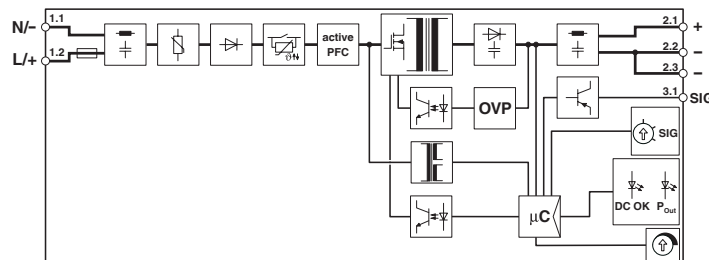 N/– 1.1
L/+ 1.2
active
PFC
ϑ
OVP
µC
2.1 +
2.2 –
2.3 –
3.1 SIG
SIG
DC OK P Out